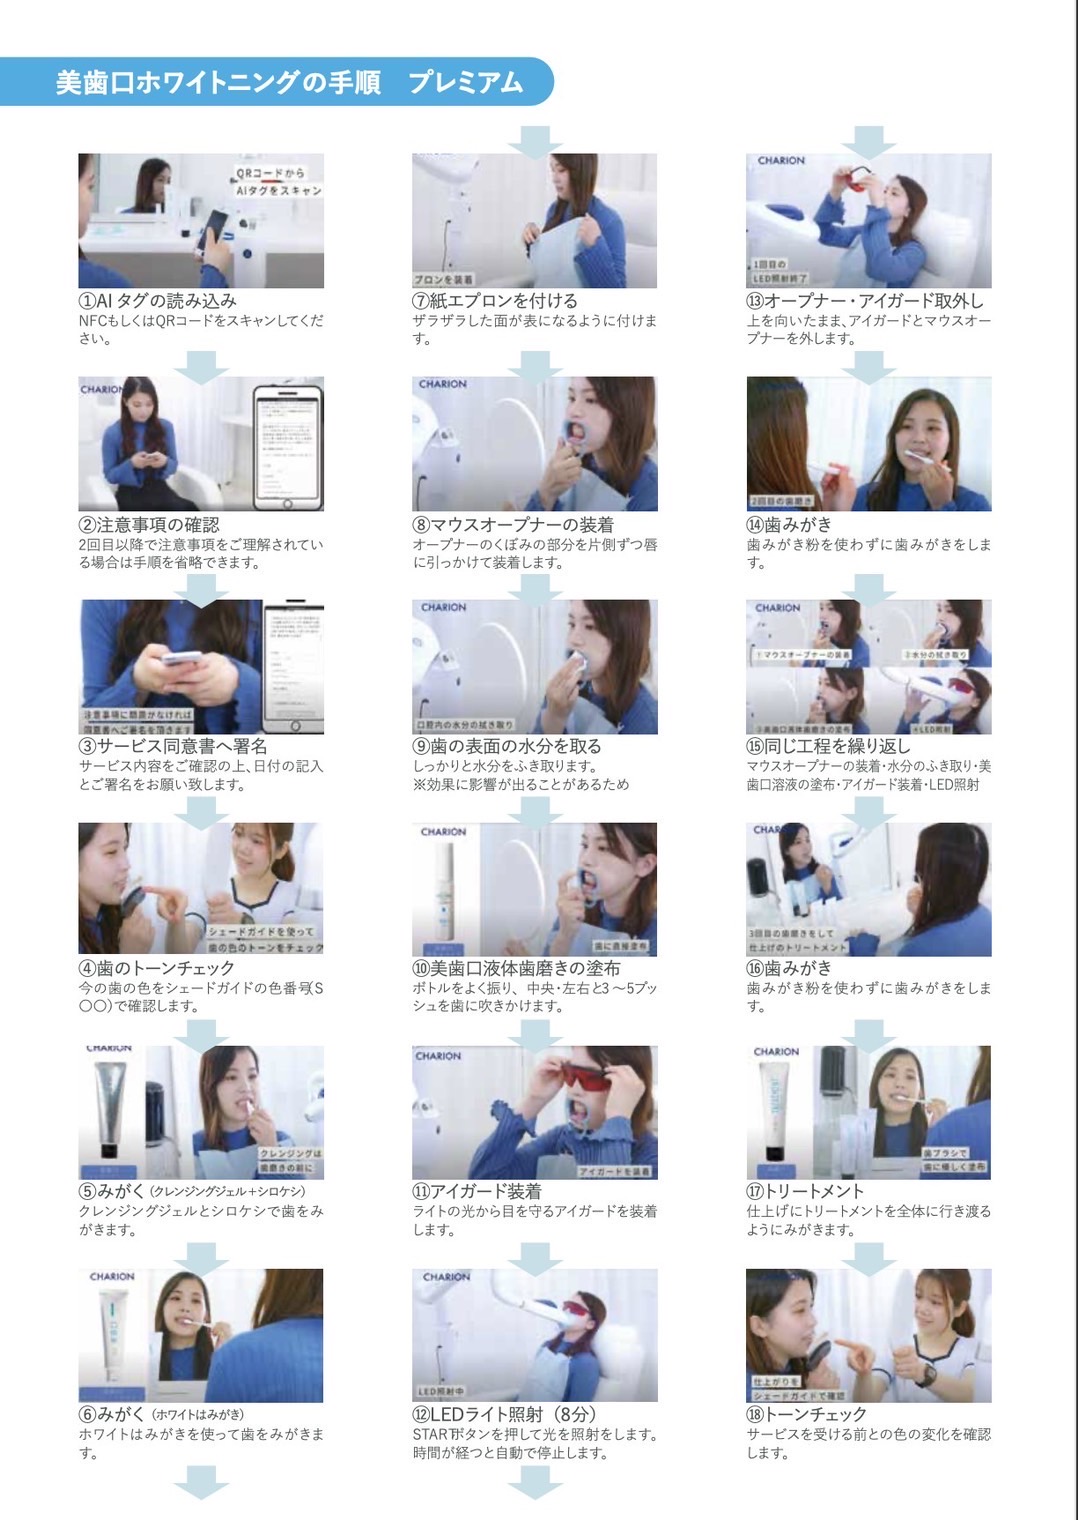 美歯口ホワイトニングの手順　プレミアム
QRコードから
AIタグをスキャン
①AI タグの読み込み
NFCもしくはQRコードをスキャンしてくだ
さい。
CHARION
②注意事項の確認
2回目以降で注意事項をご理解されてい
る場合は手順を省略できます。
注意事項に問題がなければ
同意書へご署名を頂きます
③サービス同意書へ署名
サービス内容をご確認の上、日付の記入
とご署名をお願い致します。
シェードガイドを使って
歯の色のトーンをチェック
④歯のトーンチェック
今の歯の色をシェードガイドの色番号(S
〇〇)で確認します。
CHARION
クレンジングは
歯磨きの前に
⑤みがく（クレンジングジェル+シロケシ）
クレンジングジェルとシロケシで歯をみ
がきます。
CHARION
⑥みがく（ホワイトはみがき）
ホワイトはみがきを使って歯をみがきま
す。
プロンを装着
⑦紙エプロンを付ける
ザラザラした面が表になるように付けま
す。
CHARION
⑧マウスオープナーの装着
オープナーのくぼみの部分を片側ずつ唇
に引っかけて装着します。
CHARION
口腔内の水分の拭き取り
⑨歯の表面の水分を取る
しっかりと水分をふき取ります。
※効果に影響が出ることがあるため
CHARION
歯に直接塗布
⑩美歯口液体歯磨きの塗布
ボトルをよく振り、中央・左右と3～5プッ
シュを歯に吹きかけます。
CHARION
アイガードを装着
⑪アイガード装着
ライトの光から目を守るアイガードを装着
します。
CHARION
LED照射中
⑫LEDライト照射（8分）
STARTボタンを押して光を照射をします。
時間が経つと自動で停止します。
CHARION
1回目の
LED照射終了
⑬オープナー・アイガード取外し
上を向いたまま、アイガードとマウスオー
プナーを外します。
2回目の歯磨き
⑭歯みがき
歯みがき粉を使わずに歯みがきをしま
す。
CHARION
①マウスオープナーの装着
②水分の拭き取り
③美歯口液体歯磨きの塗布
④LED照射
⑮同じ工程を繰り返し
マウスオープナーの装着・水分のふき取り・美
歯口溶液の塗布・アイガード装着・LED照射
CHARION
3回目の歯磨きをして
仕上げのトリートメント
⑯歯みがき
歯みがき粉を使わずに歯みがきをしま
す。
CHARION
歯ブラシで
歯に優しく塗布
⑰トリートメント
仕上げにトリートメントを全体に行き渡る
ようにみがきます。
CHARION
仕上がりを
シェードガイドで確認
⑱トーンチェック
サービスを受ける前との色の変化を確認
します。